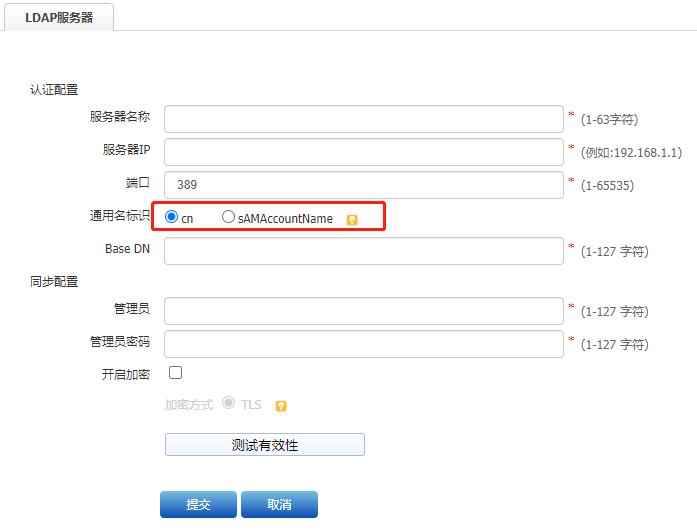 LDAP服务器
认证配置
服务器名称 * (1-63字符)
服务器IP * (例如:192.168.1.1)
端口 389 * (1-65535)
通用名标识 cn sAMAccountName
Base DN * (1-127 字符)
同步配置
管理员 * (1-127 字符)
管理员密码 * (1-127 字符)
开启加密
加密方式 TLS
测试有效性
提交 取消